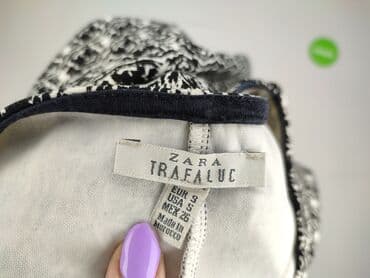 ZARA
TRAFALUC
EUR S
USA S
MEX 26
Made in
Morocco